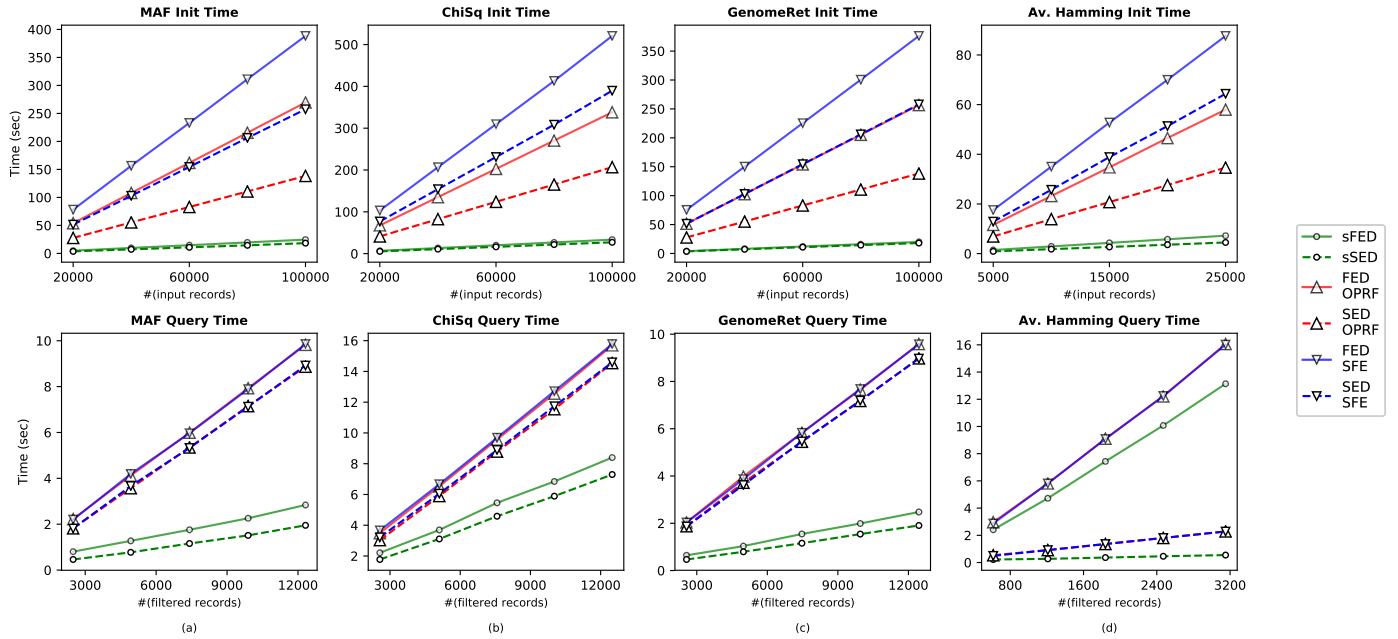 MAF Init Time
ChiSq Init Time
GenomeRet Init Time
Av. Hamming Init Time
Time (sec)
400
350
300
250
200
150
100
50
0
20000
60000
100000
#(input records)
500
400
300
200
100
0
20000
60000
100000
#(input records)
350
300
250
200
150
100
50
0
20000
60000
100000
#(input records)
80
60
40
20
0
5000
15000
25000
#(input records)
sFED
sSED
FED
OPRF
SED
OPRF
FED
SFE
SED
SFE
MAF Query Time
ChiSq Query Time
GenomeRet Query Time
Av. Hamming Query Time
Time (sec)
10
8
6
4
2
0
3000
6000
9000
12000
#(filtered records)
(a)
16
14
12
10
8
6
4
2
3000
6000
9000
12000
#(filtered records)
(b)
10
8
6
4
2
0
3000
6000
9000
12000
#(filtered records)
(c)
16
14
12
10
8
6
4
2
0
800
1600
2400
3200
#(filtered records)
(d)